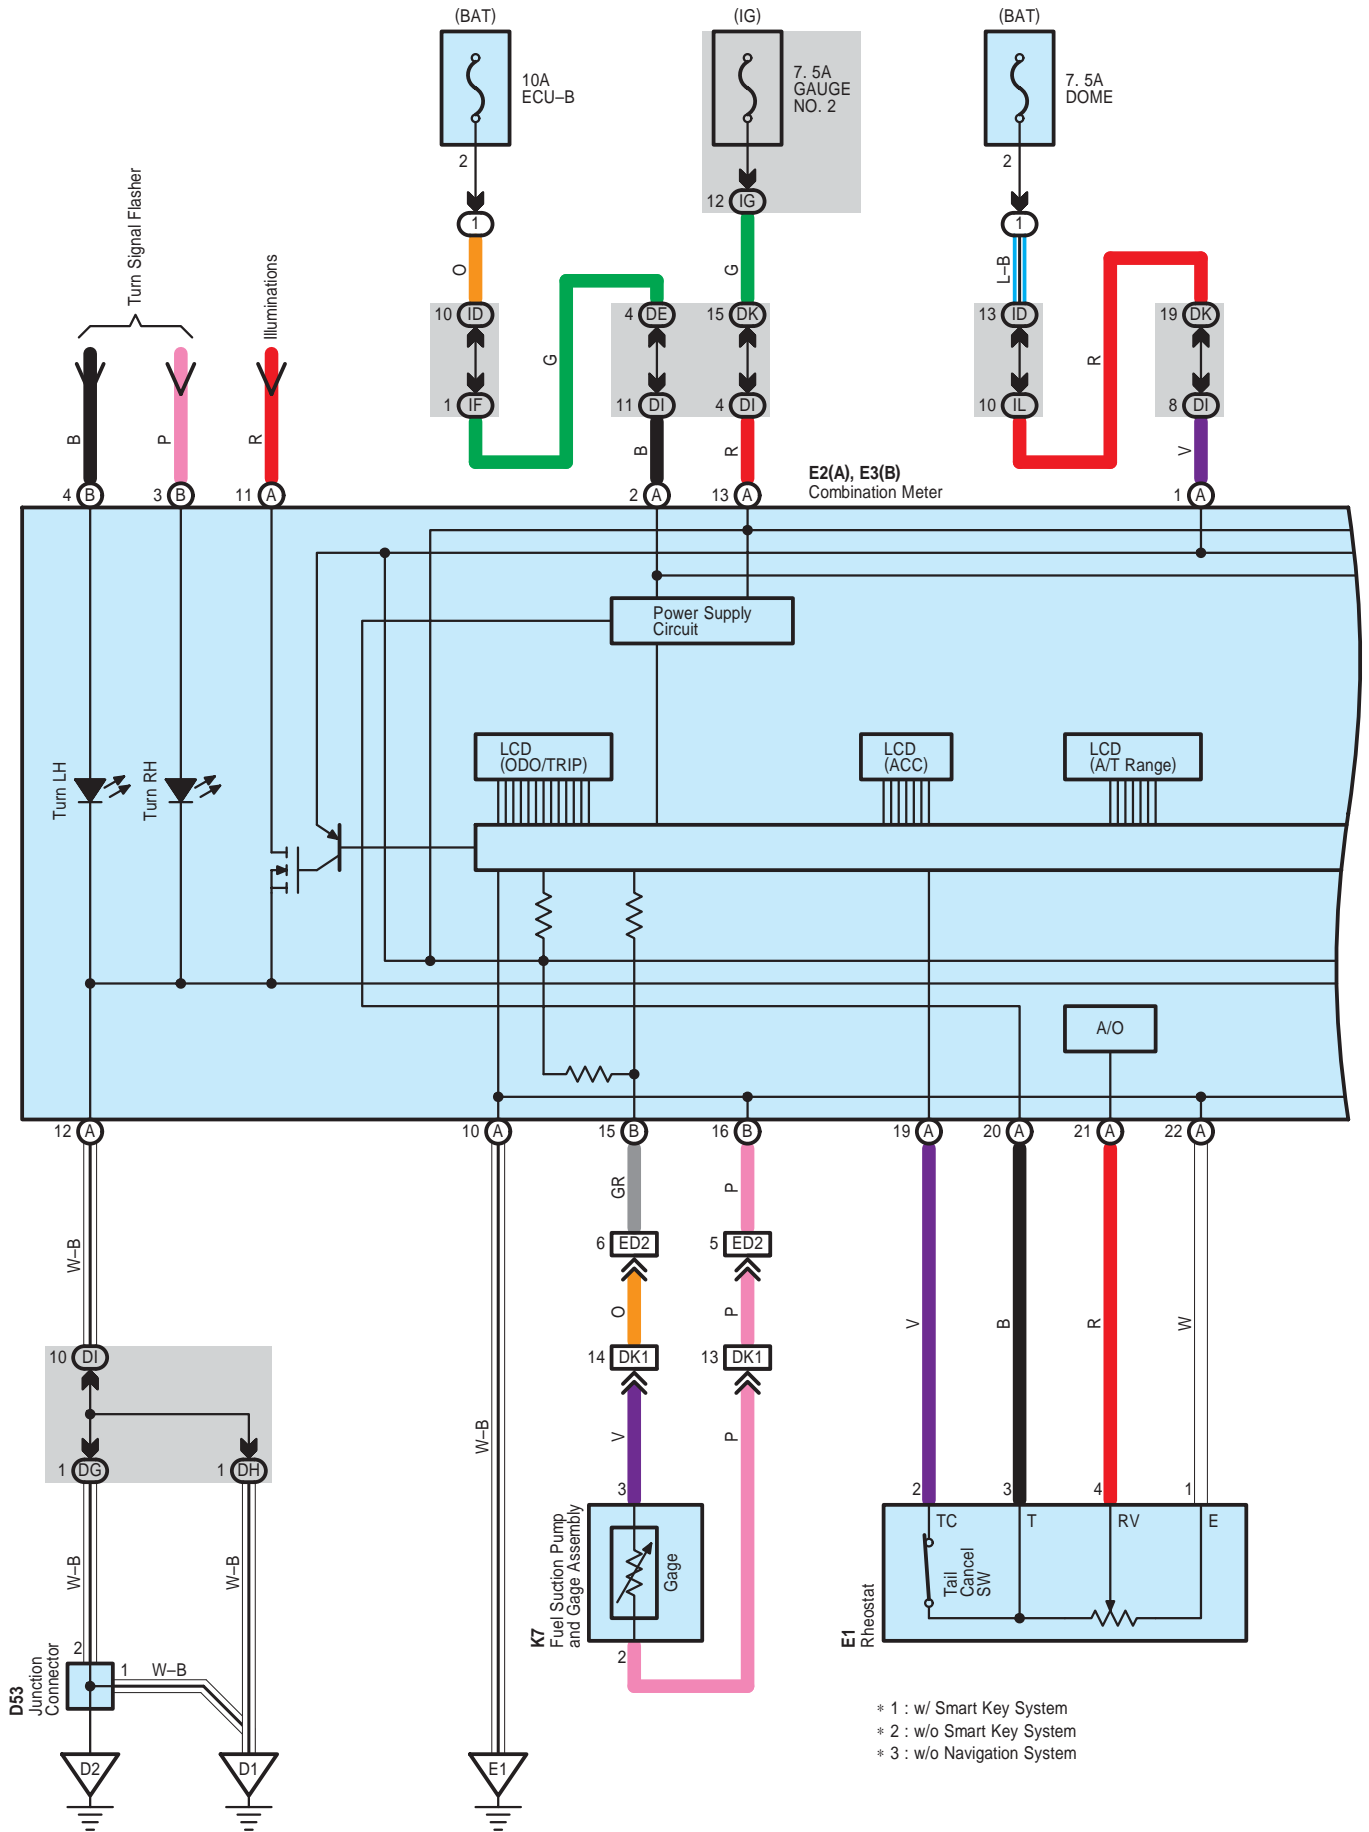 (BAT)
(IG)
(BAT)
10A
ECU–B
7. 5A
GAUGE
NO. 2
7. 5A
DOME
2
2
12 IG
1
1
Turn Signal Flasher
Illuminations
O
G
L–B
10 ID
4 DE
15 DK
13 ID
19 DK
G
R
1 IF
11 DI
4 DI
10 IL
8 DI
B
P
R
B
R
V
E2(A), E3(B)
Combination Meter
4 B
3 B
11 A
2 A
13 A
1 A
Power Supply
Circuit
LCD
(ODO/TRIP)
LCD
(ACC)
LCD
(A/T Range)
Turn LH
Turn RH
A/O
12 A
10 A
15 B
16 B
19 A
20 A
21 A
22 A
GR
P
W–B
6 ED2
5 ED2
O
P
V
B
R
W
10 DI
14 DK1
13 DK1
W–B
V
P
1 DG
1 DH
3
2
3
4
1
TC
T
RV
E
W–B
W–B
Gage
Tail
Cancel
SW
K7
Fuel Suction Pump
and Gage Assembly
E1
Rheostat
2
2
1
W–B
D53
Junction
Connector
∗ 1 : w/ Smart Key System
∗ 2 : w/o Smart Key System
∗ 3 : w/o Navigation System
D2
D1
E1